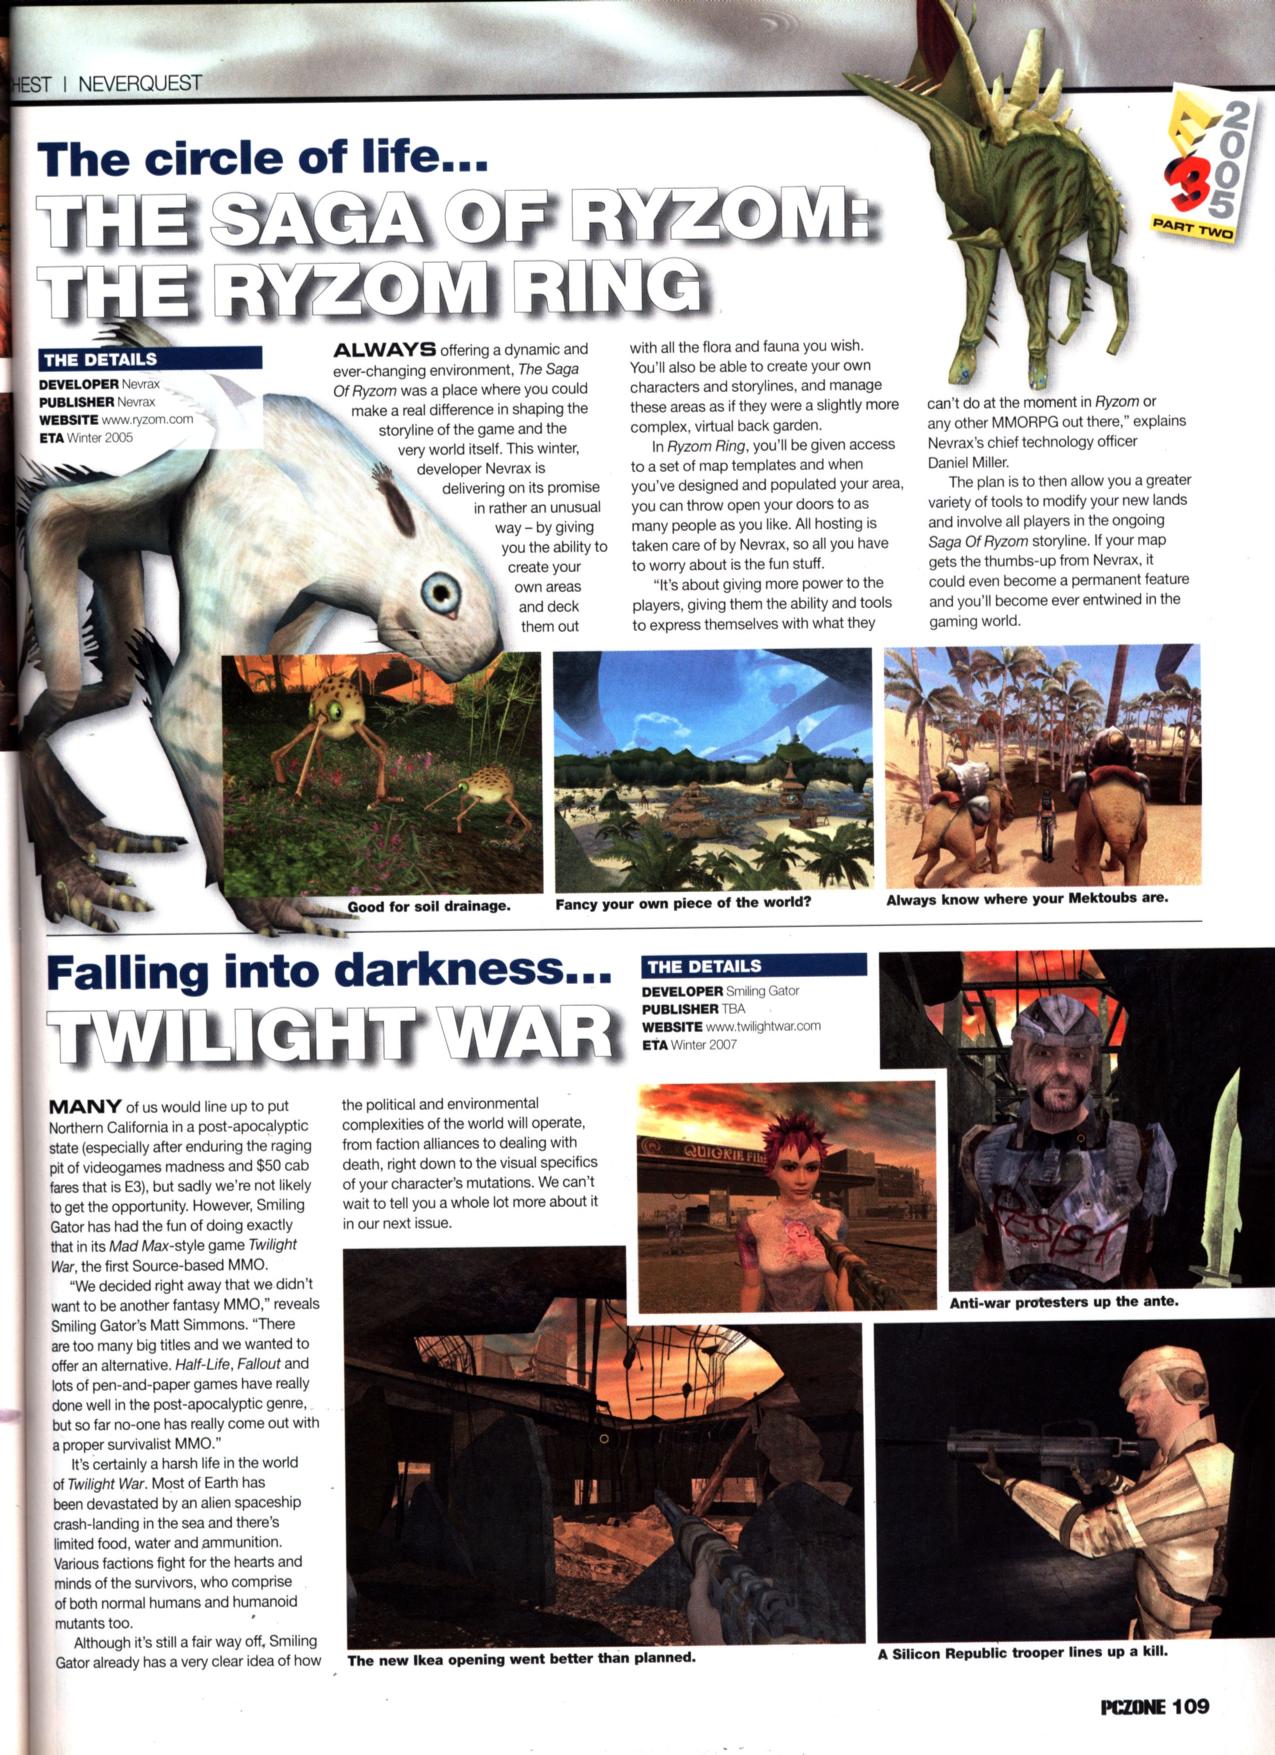 HEST | NEVERQUEST
E3 2005
PART TWO
The circle of life...
THE SAGA OF RYZOM:
THE RYZOM RING
THE DETAILS
DEVELOPER Nevrax
PUBLISHER Nevrax
WEBSITE www.ryzom.com
ETA Winter 2005
ALWAYS offering a dynamic and
ever-changing environment, The Saga
Of Ryzom was a place where you could
make a real difference in shaping the
storyline of the game and the
very world itself. This winter,
developer Nevrax is
delivering on its promise
in rather an unusual
way – by giving
you the ability to
create your
own areas
and deck
them out
with all the flora and fauna you wish.
You'll also be able to create your own
characters and storylines, and manage
these areas as if they were a slightly more
complex, virtual back garden.
In Ryzom Ring, you'll be given access
to a set of map templates and when
you've designed and populated your area,
you can throw open your doors to as
many people as you like. All hosting is
taken care of by Nevrax, so all you have
to worry about is the fun stuff.
"It's about giving more power to the
players, giving them the ability and tools
to express themselves with what they
can't do at the moment in Ryzom or
any other MMORPG out there," explains
Nevrax's chief technology officer
Daniel Miller.
The plan is to then allow you a greater
variety of tools to modify your new lands
and involve all players in the ongoing
Saga Of Ryzom storyline. If your map
gets the thumbs-up from Nevrax, it
could even become a permanent feature
and you'll become ever entwined in the
gaming world.
Good for soil drainage.
Fancy your own piece of the world?
Always know where your Mektoubs are.
Falling into darkness...
TWILIGHT WAR
THE DETAILS
DEVELOPER Smiling Gator
PUBLISHER TBA
WEBSITE www.twilightwar.com
ETA Winter 2007
MANY of us would line up to put
Northern California in a post-apocalyptic
state (especially after enduring the raging
pit of videogames madness and $50 cab
fares that is E3), but sadly we're not likely
to get the opportunity. However, Smiling
Gator has had the fun of doing exactly
that in its Mad Max-style game Twilight
War, the first Source-based MMO.
"We decided right away that we didn't
want to be another fantasy MMO," reveals
Smiling Gator's Matt Simmons. "There
are too many big titles and we wanted to
offer an alternative. Half-Life, Fallout and
lots of pen-and-paper games have really
done well in the post-apocalyptic genre,
but so far no-one has really come out with
a proper survivalist MMO."
It's certainly a harsh life in the world
of Twilight War. Most of Earth has
been devastated by an alien spaceship
crash-landing in the sea and there's
limited food, water and ammunition.
Various factions fight for the hearts and
minds of the survivors, who comprise
of both normal humans and humanoid
mutants too.
Although it's still a fair way off, Smiling
Gator already has a very clear idea of how
the political and environmental
complexities of the world will operate,
from faction alliances to dealing with
death, right down to the visual specifics
of your character's mutations. We can't
wait to tell you a whole lot more about it
in our next issue.
QUICKIE FILL
RESIST
Anti-war protesters up the ante.
The new Ikea opening went better than planned.
A Silicon Republic trooper lines up a kill.
PCZONE 109